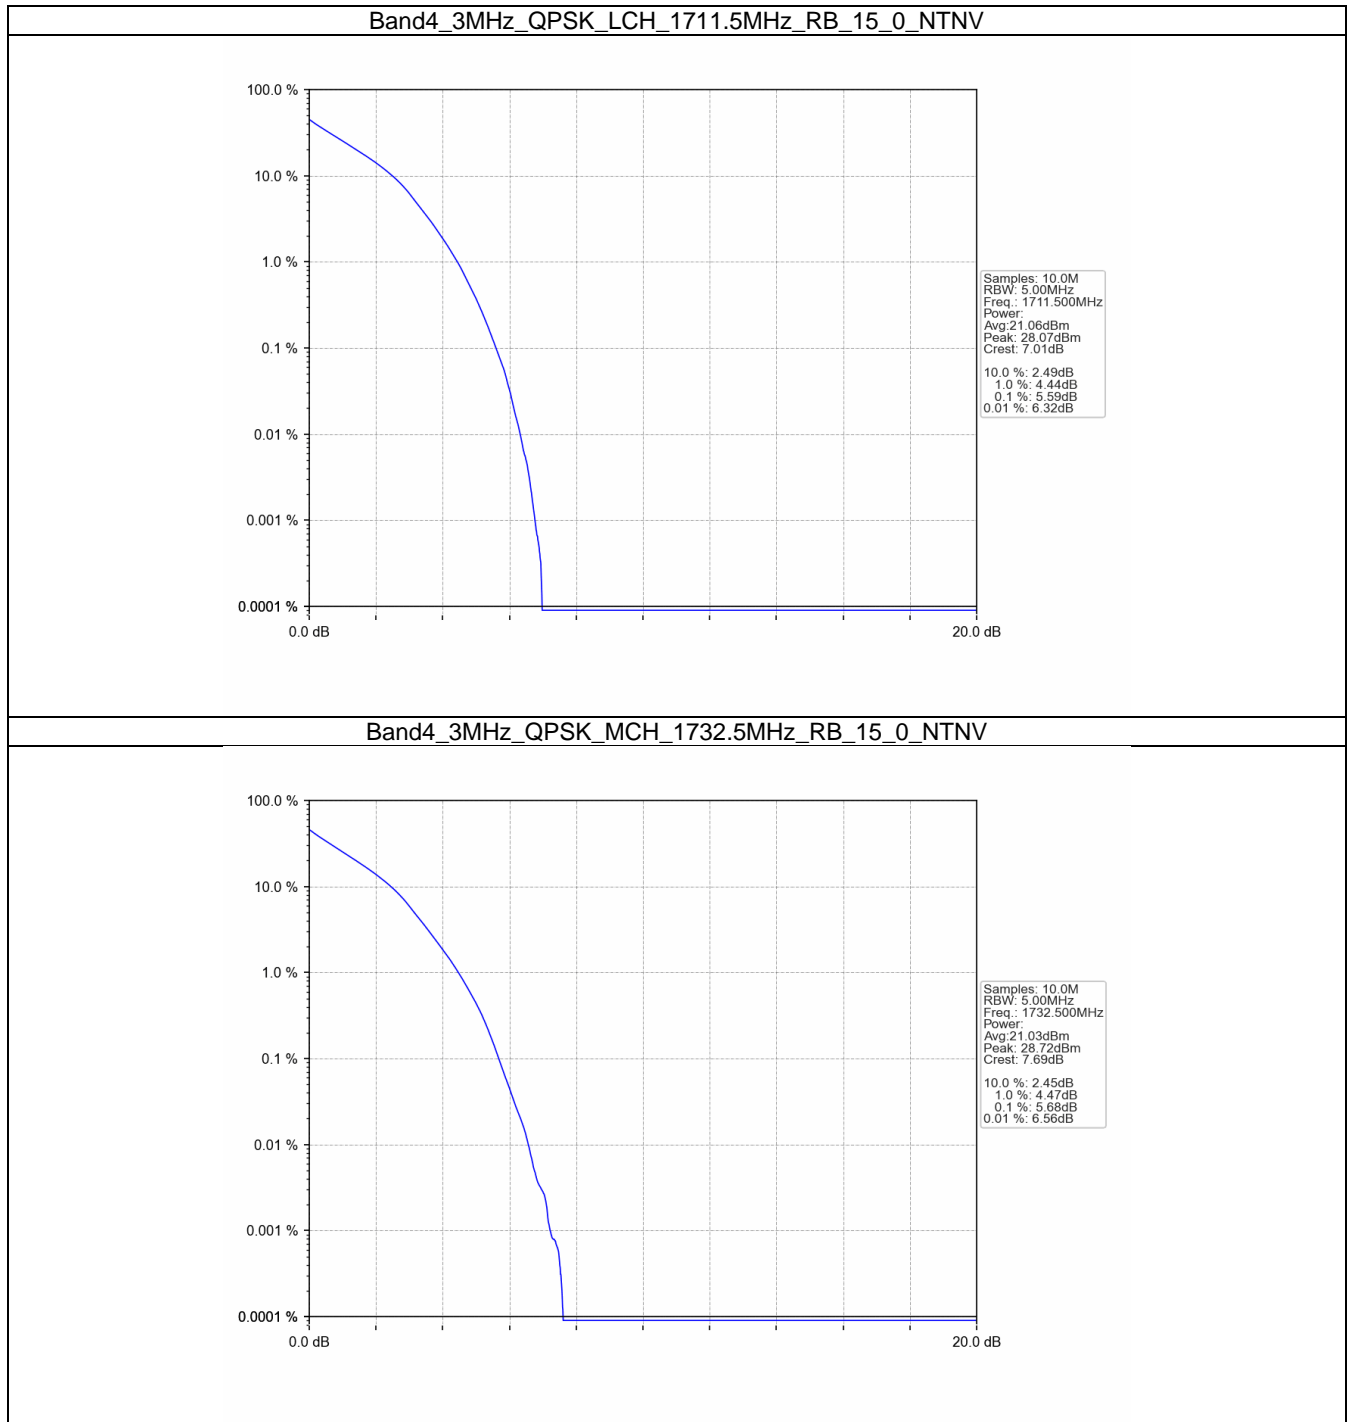 Band4_3MHz_QPSK_LCH_1711.5MHz_RB_15_0_NTNV
100.0 %
10.0 %
1.0 %
0.1 %
0.01 %
0.001 %
0.0001 %
0.0 dB
20.0 dB
Samples: 10.0M
RBW: 5.00MHz
Freq.: 1711.500MHz
Power:
Avg:21.06dBm
Peak: 28.07dBm
Crest: 7.01dB
10.0 %: 2.49dB
1.0 %: 4.44dB
0.1 %: 5.59dB
0.01 %: 6.32dB
Band4_3MHz_QPSK_MCH_1732.5MHz_RB_15_0_NTNV
100.0 %
10.0 %
1.0 %
0.1 %
0.01 %
0.001 %
0.0001 %
0.0 dB
20.0 dB
Samples: 10.0M
RBW: 5.00MHz
Freq.: 1732.500MHz
Power:
Avg:21.03dBm
Peak: 28.72dBm
Crest: 7.69dB
10.0 %: 2.45dB
1.0 %: 4.47dB
0.1 %: 5.68dB
0.01 %: 6.56dB